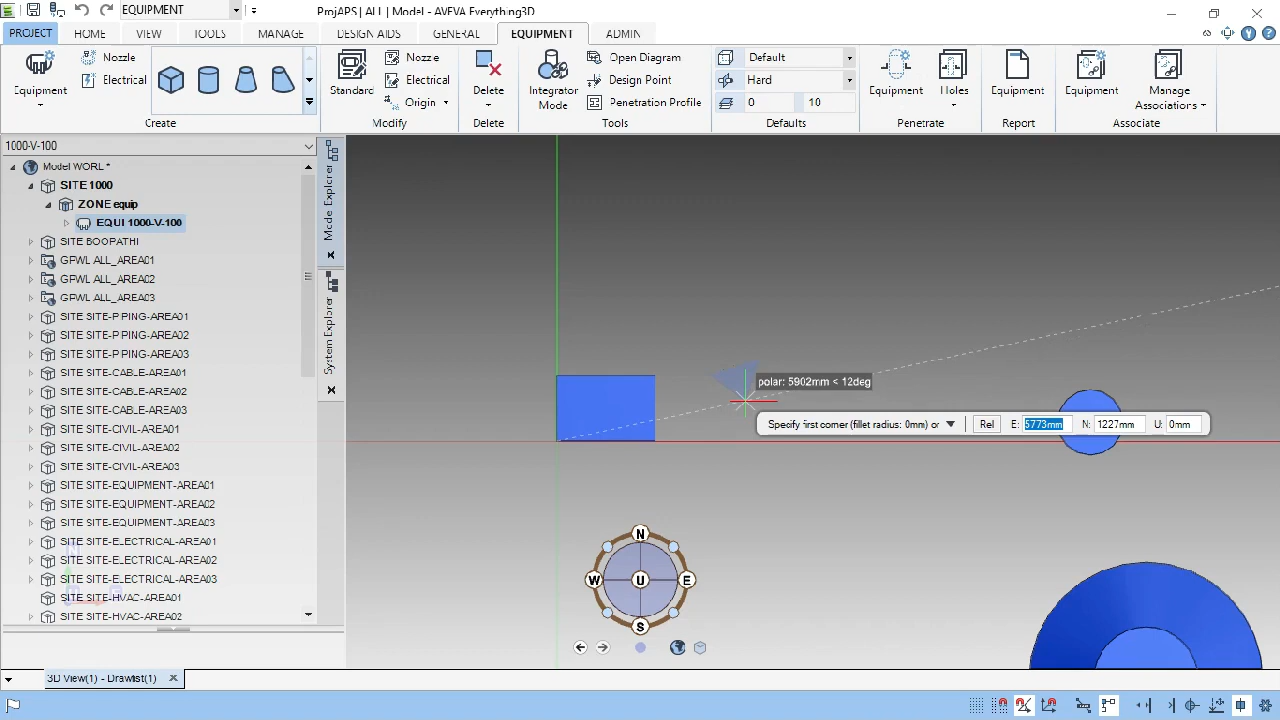 EQUIPMENT
ProjAPS| ALL | Model - AVEVA Everything3D
PROJECT HOME VIEW TOOLS MANAGE DESIGN AIDS GENERAL EQUIPMENT ADMIN
Equipment
Nozzle
Electrical
Create
Standard
Nozzle
Electrical
Origin
Modify
Delete
Delete
Integrator Mode
Open Diagram
Design Point
Penetration Profile
Tools
Default
Hard
0 10
Defaults
Equipment Holes
Penetrate
Equipment
Report
Equipment Manage Associations
Associate
1000-V-100
Model WORL *
SITE 1000
ZONE equip
EQUI 1000-V-100
SITE BOOPATHI
GPWL ALL_AREA01
GPWL ALL_AREA02
GPWL ALL_AREA03
SITE SITE-PIPING-AREA01
SITE SITE-PIPING-AREA02
SITE SITE-PIPING-AREA03
SITE SITE-CABLE-AREA01
SITE SITE-CABLE-AREA02
SITE SITE-CABLE-AREA03
SITE SITE-CIVIL-AREA01
SITE SITE-CIVIL-AREA02
SITE SITE-CIVIL-AREA03
SITE SITE-EQUIPMENT-AREA01
SITE SITE-EQUIPMENT-AREA02
SITE SITE-EQUIPMENT-AREA03
SITE SITE-ELECTRICAL-AREA01
SITE SITE-ELECTRICAL-AREA02
SITE SITE-ELECTRICAL-AREA03
SITE SITE-HVAC-AREA01
SITE SITE-HVAC-AREA02
Model Explorer
System Explorer
polar: 5902mm < 12deg
Specify first corner (fillet radius: 0mm) or Rel E: 5773mm N: 1227mm U: 0mm
N
W U E
S
3D View(1) - Drawlist(1)